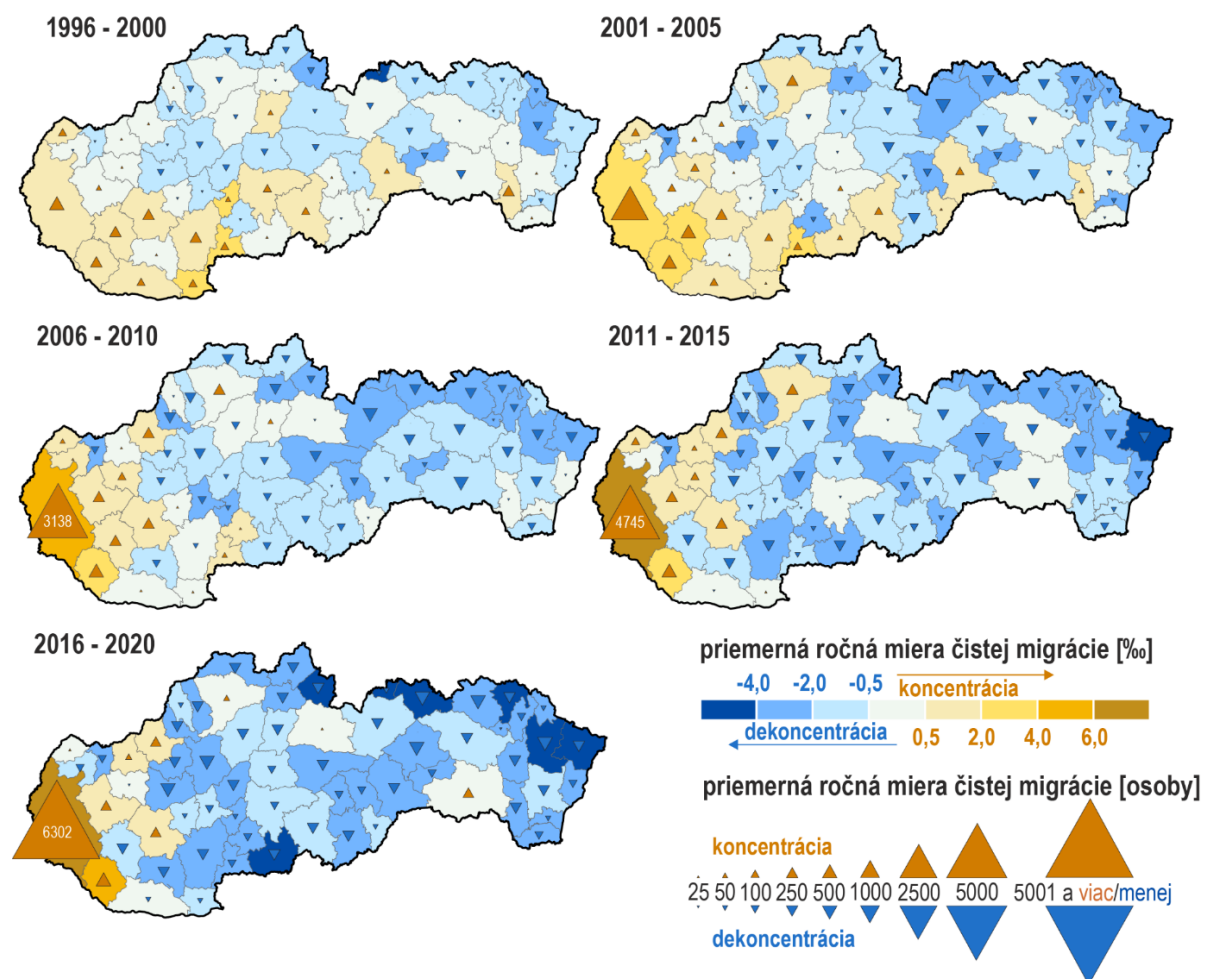 1996 - 2000
2001 - 2005
2006 - 2010
2011 - 2015
3138
4745
2016 - 2020
6302
priemerná ročná miera čistej migrácie [‰]
-4,0 -2,0 -0,5 koncentrácia
dekoncentrácia 0,5 2,0 4,0 6,0
priemerná ročná miera čistej migrácie [osoby]
koncentrácia
25 50 100 250 500 1000 2500 5000 5001 a viac/menej
dekoncentrácia